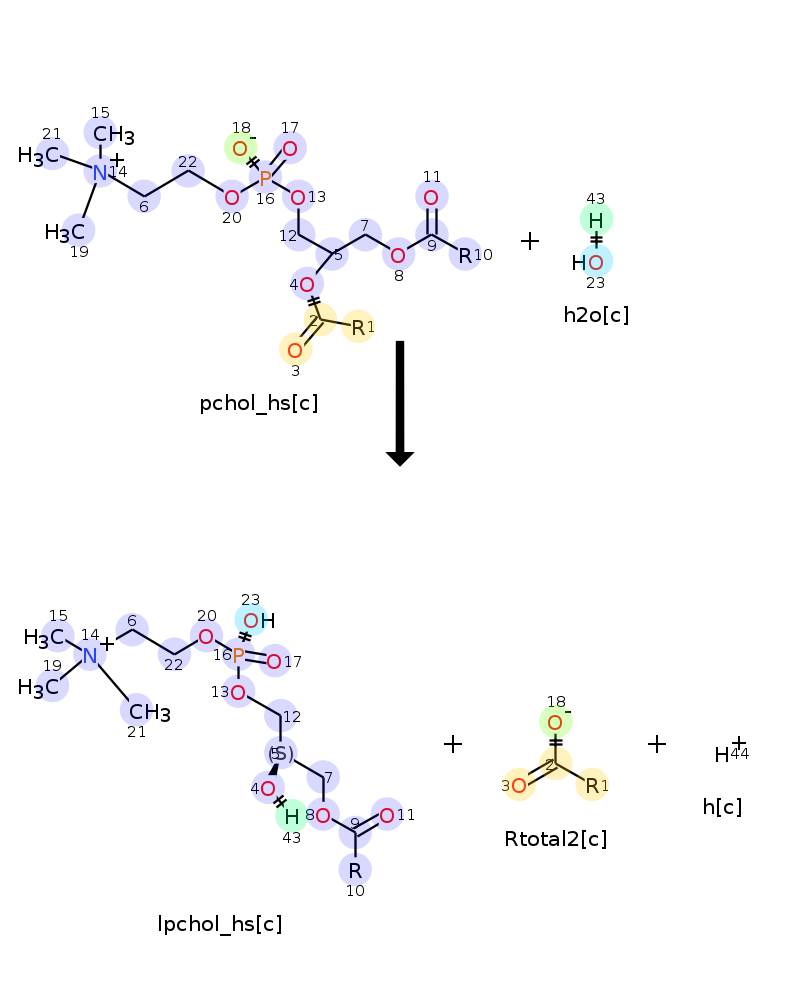 15
CH3
18
O-
17
O
21
H3C
N+
14
22
P
16
O
13
11
O
6
O
20
H3C
19
12
5
7
O
8
9
R
10
4
O
2
R
1
O
3
pchol_hs[c]
+
43
H
HO
23
h2o[c]
15
H3C
14
N+
6
20
O
23
OH
16
P
O
17
19
H3C
22
13
O
CH3
21
12
(S)
5
7
4
O
H
43
8
O
9
O
11
R
10
lpchol_hs[c]
+
18
O-
2
3
O
R
1
Rtotal2[c]
+
H+
44
h[c]